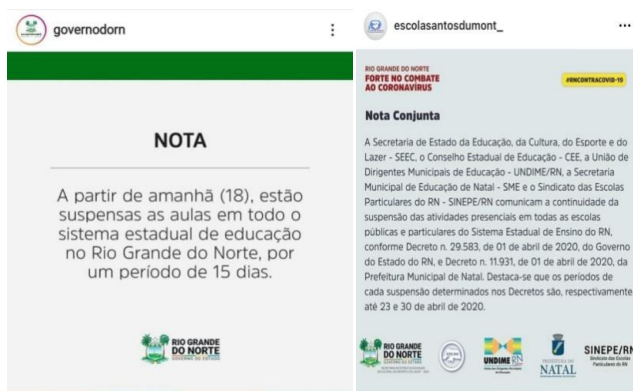 governodorn
NOTA
A partir de amanhã (18), estão
suspensas as aulas em todo o
sistema estadual de educação
no Rio Grande do Norte, por
um período de 15 dias.
RIO GRANDE
DO NORTE
GOVERNO DO ESTADO
escolasantosdumont_
RIO GRANDE DO NORTE
FORTE NO COMBATE
AO CORONAVÍRUS
#RNCONTRACOVID-19
Nota Conjunta
A Secretaria de Estado da Educação, da Cultura, do Esporte e do
Lazer - SEEC, o Conselho Estadual de Educação - CEE, a União de
Dirigentes Municipais de Educação - UNDIME/RN, a Secretaria
Municipal de Educação de Natal - SME e o Sindicato das Escolas
Particulares do RN - SINEPE/RN comunicam a continuidade da
suspensão das atividades presenciais em todas as escolas
públicas e particulares do Sistema Estadual de Ensino do RN,
conforme Decreto n. 29.583, de 01 de abril de 2020, do Governo
do Estado do RN, e Decreto n. 11.931, de 01 de abril de 2020, da
Prefeitura Municipal de Natal. Destaca-se que os períodos de
cada suspensão determinados nos Decretos são, respectivamente
até 23 e 30 de abril de 2020.
RIO GRANDE
DO NORTE
UNDIME RN
PREFEITURA DO
NATAL
SINEPE/RN
Sindicato das Escolas
Particulares do RN